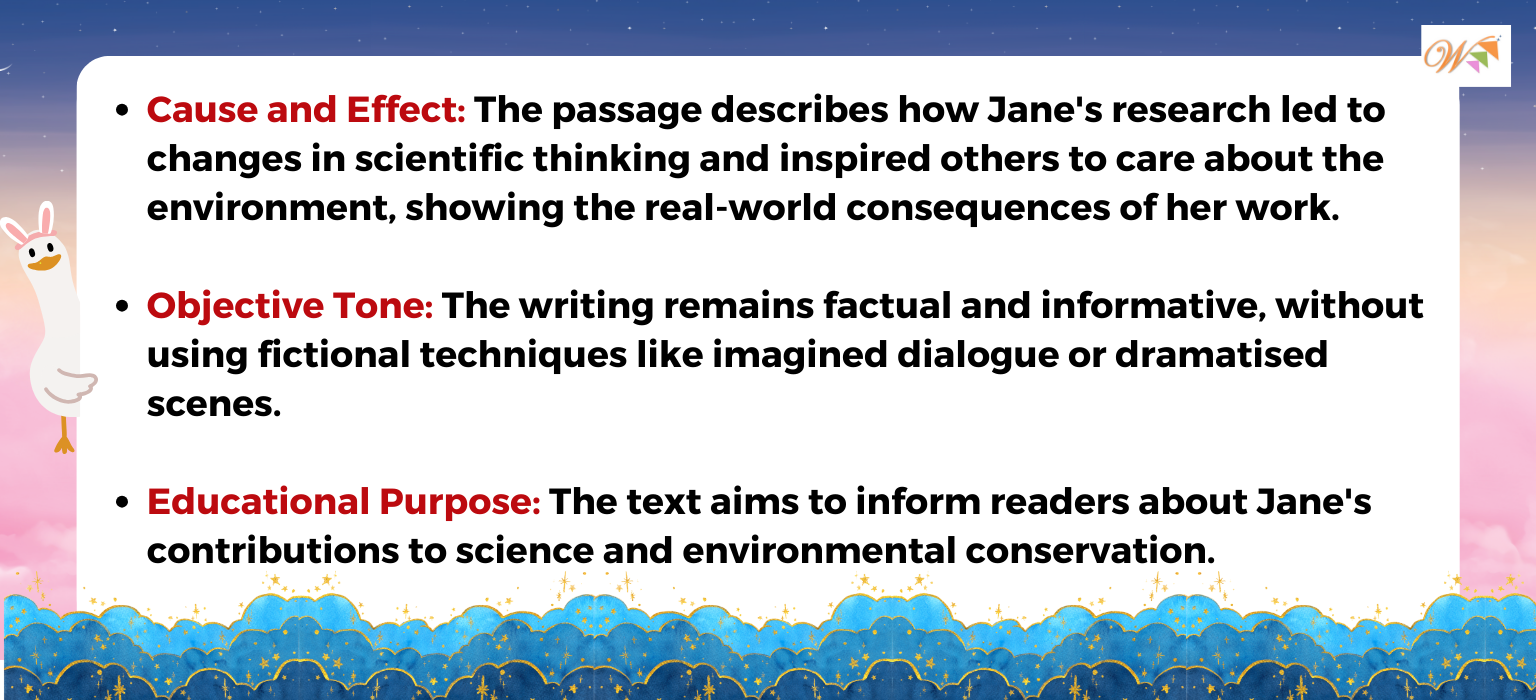 W
• Cause and Effect: The passage describes how Jane's research led to
changes in scientific thinking and inspired others to care about the
environment, showing the real-world consequences of her work.
• Objective Tone: The writing remains factual and informative, without
using fictional techniques like imagined dialogue or dramatised
scenes.
• Educational Purpose: The text aims to inform readers about Jane's
contributions to science and environmental conservation.